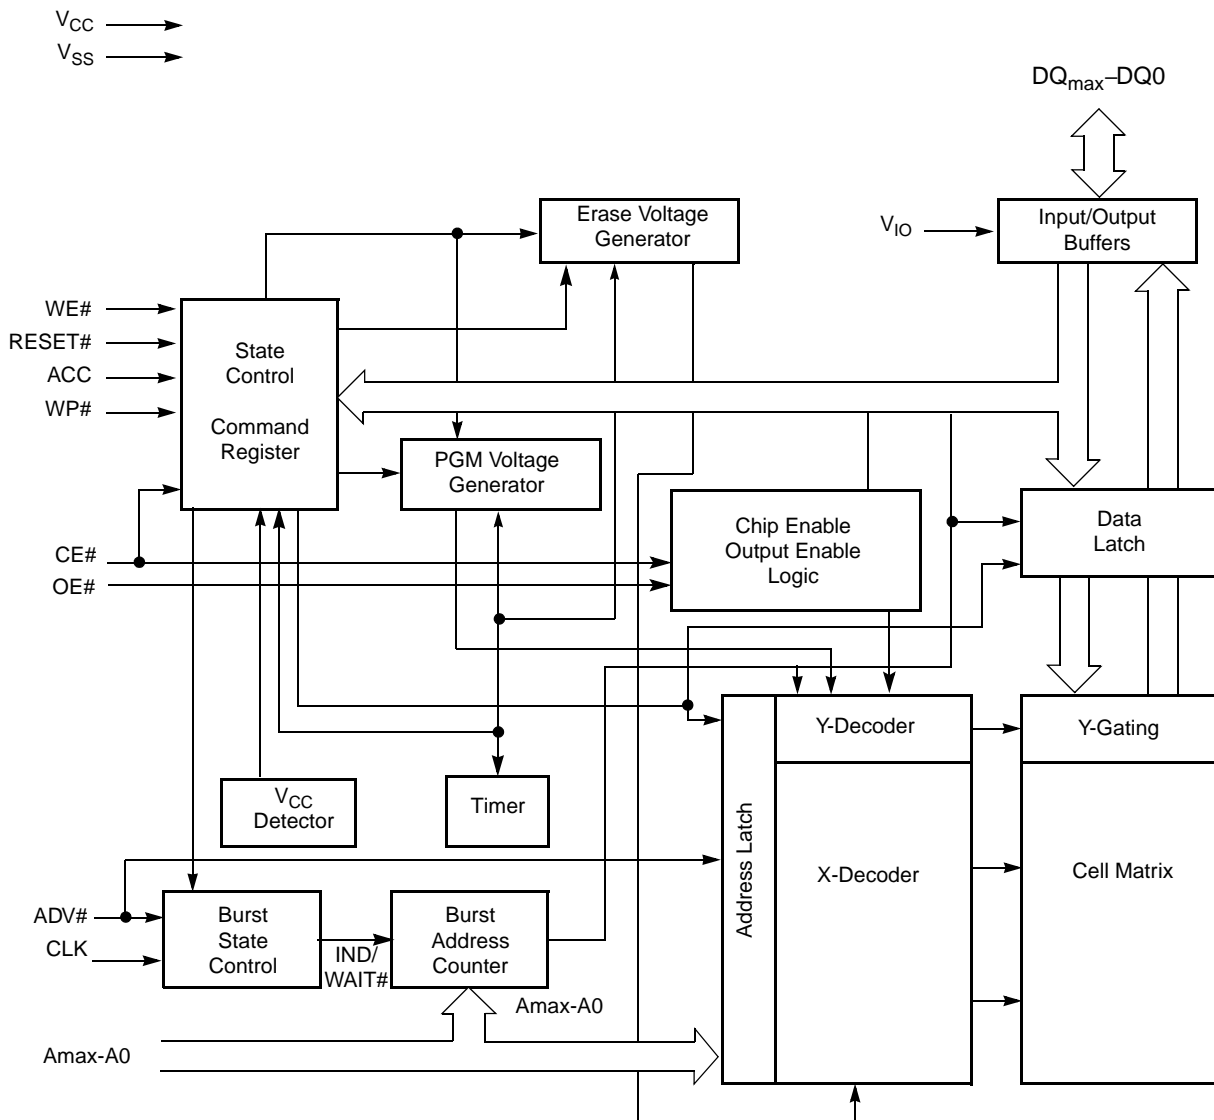 VCC
VSS
DQmax–DQ0
Erase Voltage
Generator
VIO
Input/Output
Buffers
WE#
RESET#
ACC
WP#
State
Control
Command
Register
PGM Voltage
Generator
Chip Enable
Output Enable
Logic
Data
Latch
CE#
OE#
Y-Decoder
Y-Gating
VCC
Detector
Timer
Address Latch
X-Decoder
Cell Matrix
ADV#
CLK
Burst
State
Control
IND/
WAIT#
Burst
Address
Counter
Amax-A0
Amax-A0